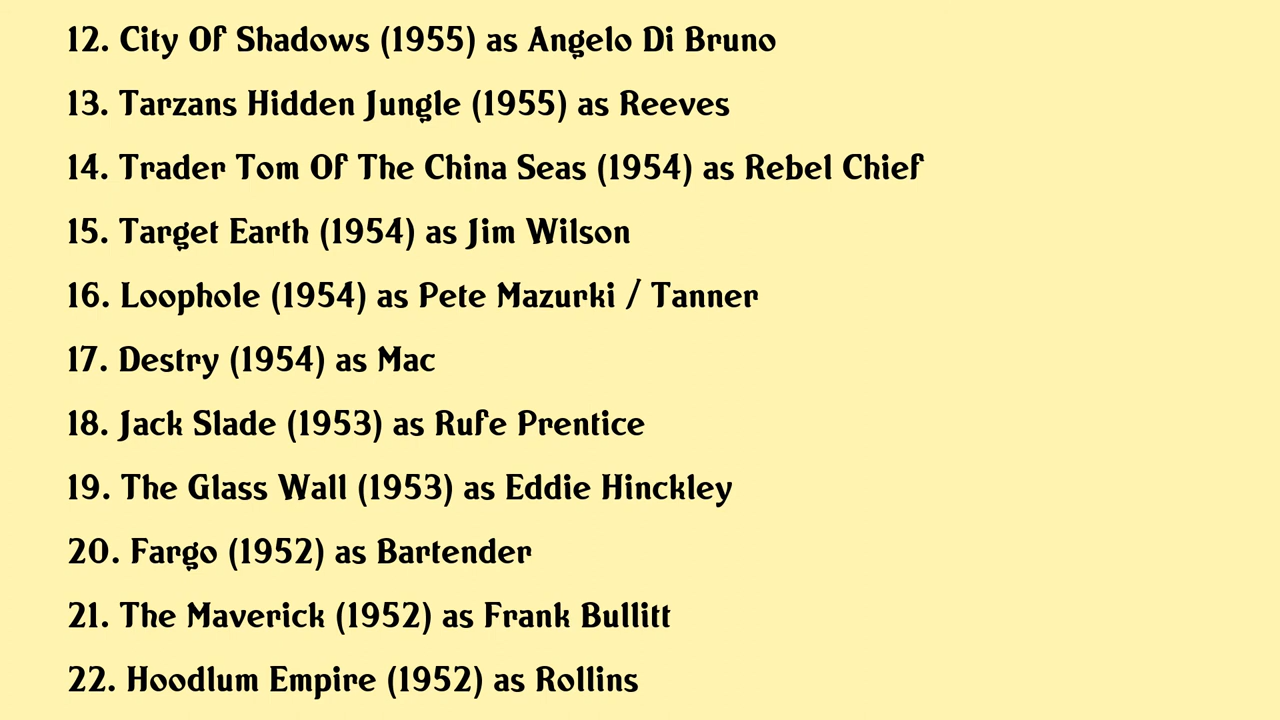 12. City Of Shadows (1955) as Angelo Di Bruno
13. Tarzans Hidden Jungle (1955) as Reeves
14. Trader Tom Of The China Seas (1954) as Rebel Chief
15. Target Earth (1954) as Jim Wilson
16. Loophole (1954) as Pete Mazurki / Tanner
17. Destry (1954) as Mac
18. Jack Slade (1953) as Rufe Prentice
19. The Glass Wall (1953) as Eddie Hinckley
20. Fargo (1952) as Bartender
21. The Maverick (1952) as Frank Bullitt
22. Hoodlum Empire (1952) as Rollins